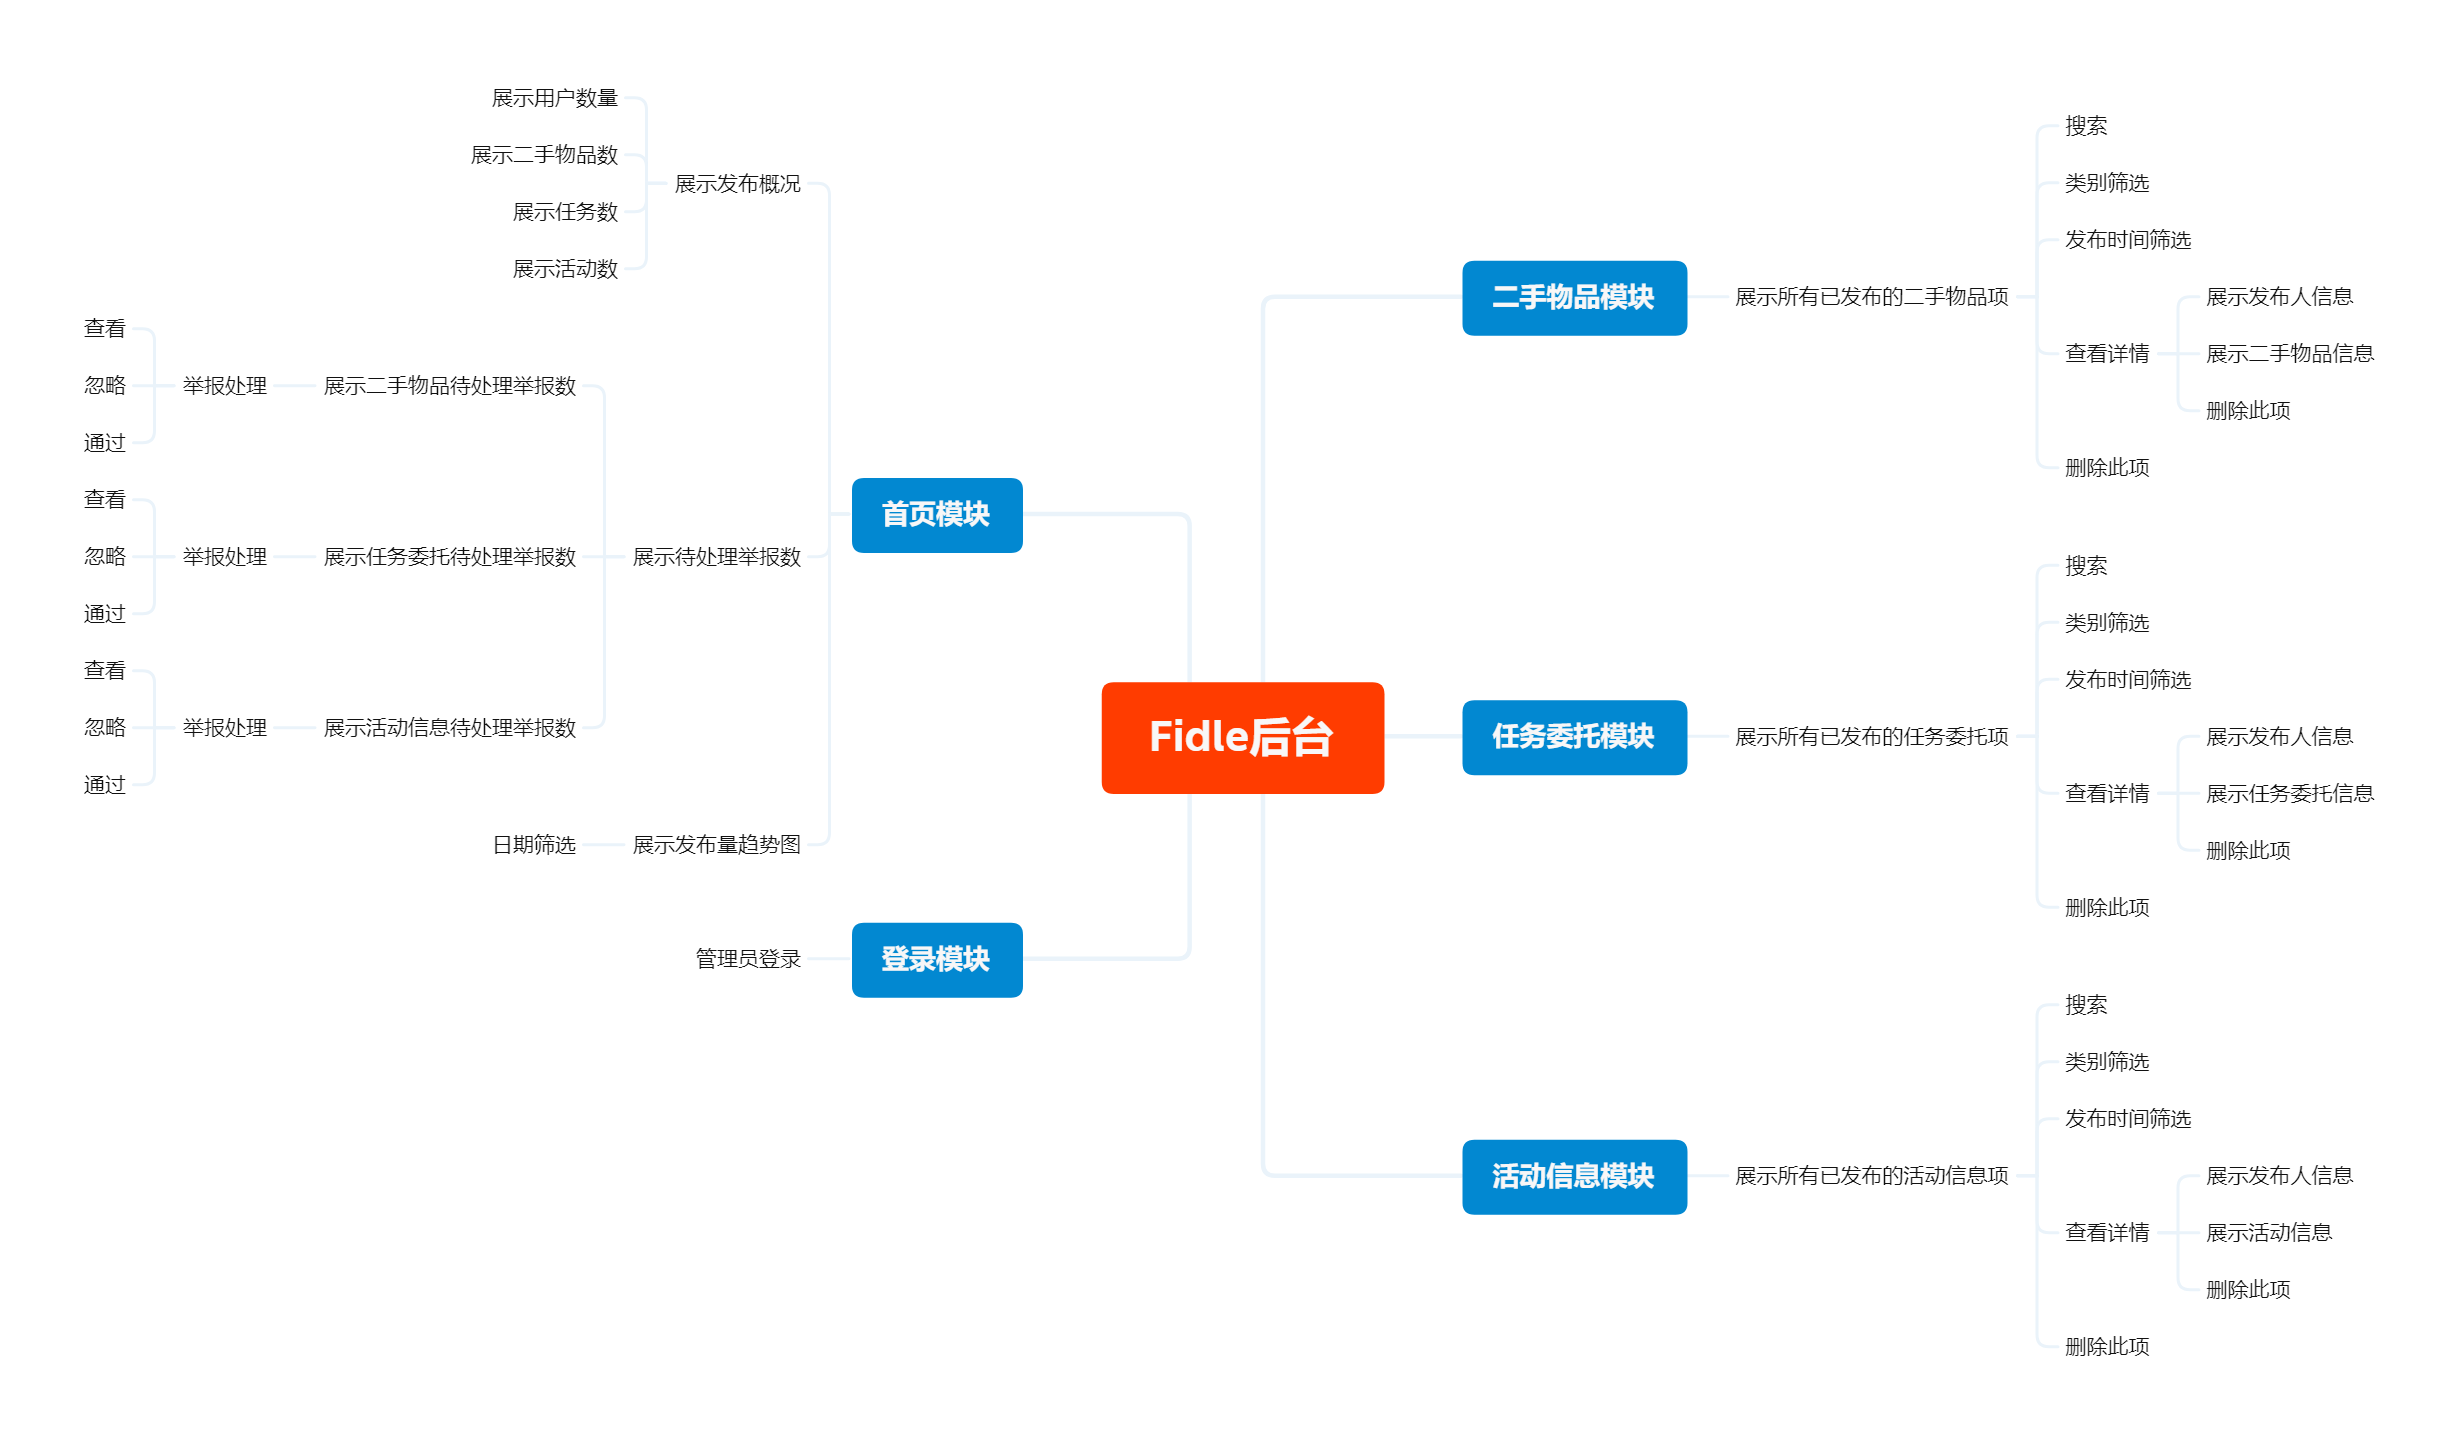 Fidle后台
二手物品模块
展示所有已发布的二手物品项
搜索
类别筛选
发布时间筛选
查看详情
展示发布人信息
展示二手物品信息
删除此项
删除此项
任务委托模块
展示所有已发布的任务委托项
搜索
类别筛选
发布时间筛选
查看详情
展示发布人信息
展示任务委托信息
删除此项
删除此项
活动信息模块
展示所有已发布的活动信息项
搜索
类别筛选
发布时间筛选
查看详情
展示发布人信息
展示活动信息
删除此项
删除此项
首页模块
展示发布概况
展示用户数量
展示二手物品数
展示任务数
展示活动数
展示待处理举报数
展示二手物品待处理举报数
举报处理
查看
忽略
通过
展示任务委托待处理举报数
举报处理
查看
忽略
通过
展示活动信息待处理举报数
举报处理
查看
忽略
通过
展示发布量趋势图
日期筛选
登录模块
管理员登录